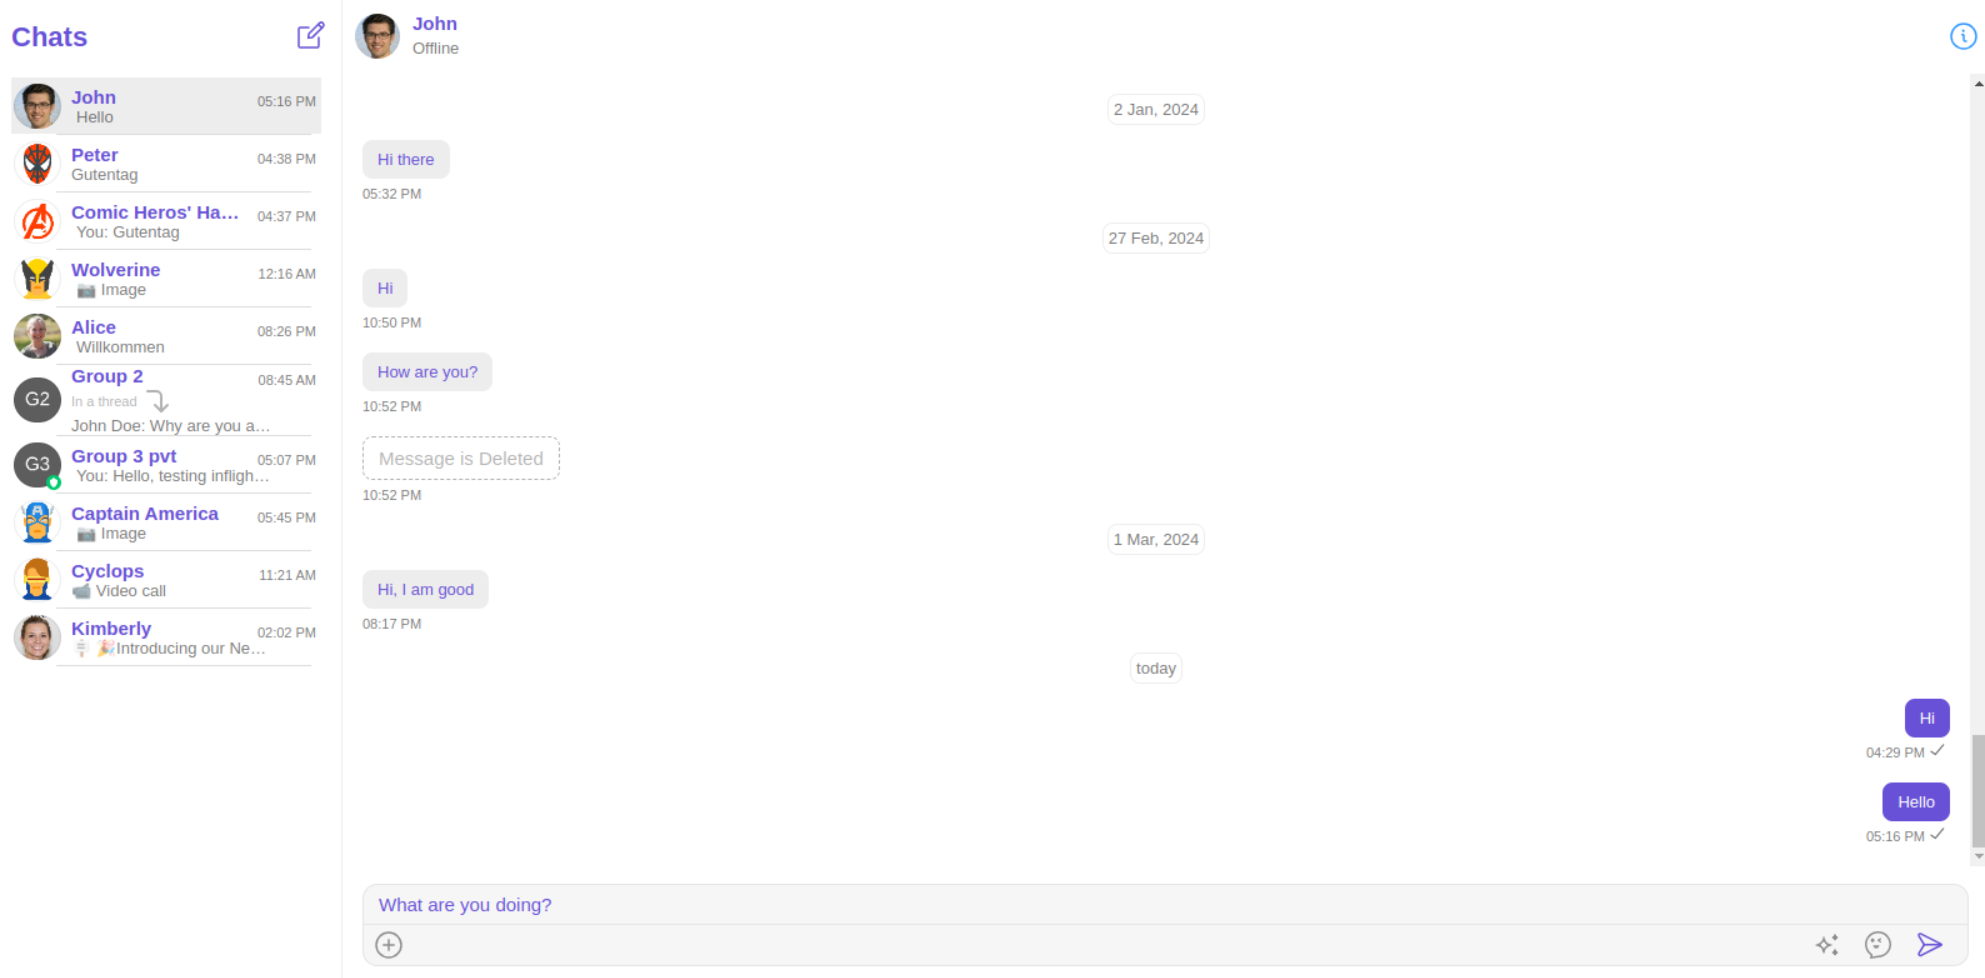 Chats
John
05:16 PM
Hello
Peter
04:38 PM
Gutentag
Comic Heros' Ha...
04:37 PM
You: Gutentag
Wolverine
12:16 AM
Image
Alice
08:26 PM
Willkommen
G2
Group 2
08:45 AM
In a thread
John Doe: Why are you a...
G3
Group 3 pvt
05:07 PM
You: Hello, testing infligh...
Captain America
05:45 PM
Image
Cyclops
11:21 AM
Video call
Kimberly
02:02 PM
Introducing our Ne...
John
Offline
2 Jan, 2024
Hi there
05:32 PM
27 Feb, 2024
Hi
10:50 PM
How are you?
10:52 PM
Message is Deleted
10:52 PM
1 Mar, 2024
Hi, I am good
08:17 PM
today
Hi
04:29 PM
Hello
05:16 PM
What are you doing?